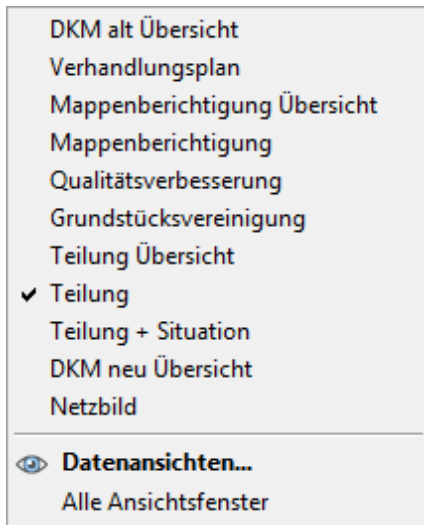 DKM alt Übersicht
Verhandlungsplan
Mappenberichtigung Übersicht
Mappenberichtigung
Qualitätsverbesserung
Grundstücksvereinigung
Teilung Übersicht
Teilung
Teilung + Situation
DKM neu Übersicht
Netzbild
Datenansichten...
Alle Ansichtsfenster